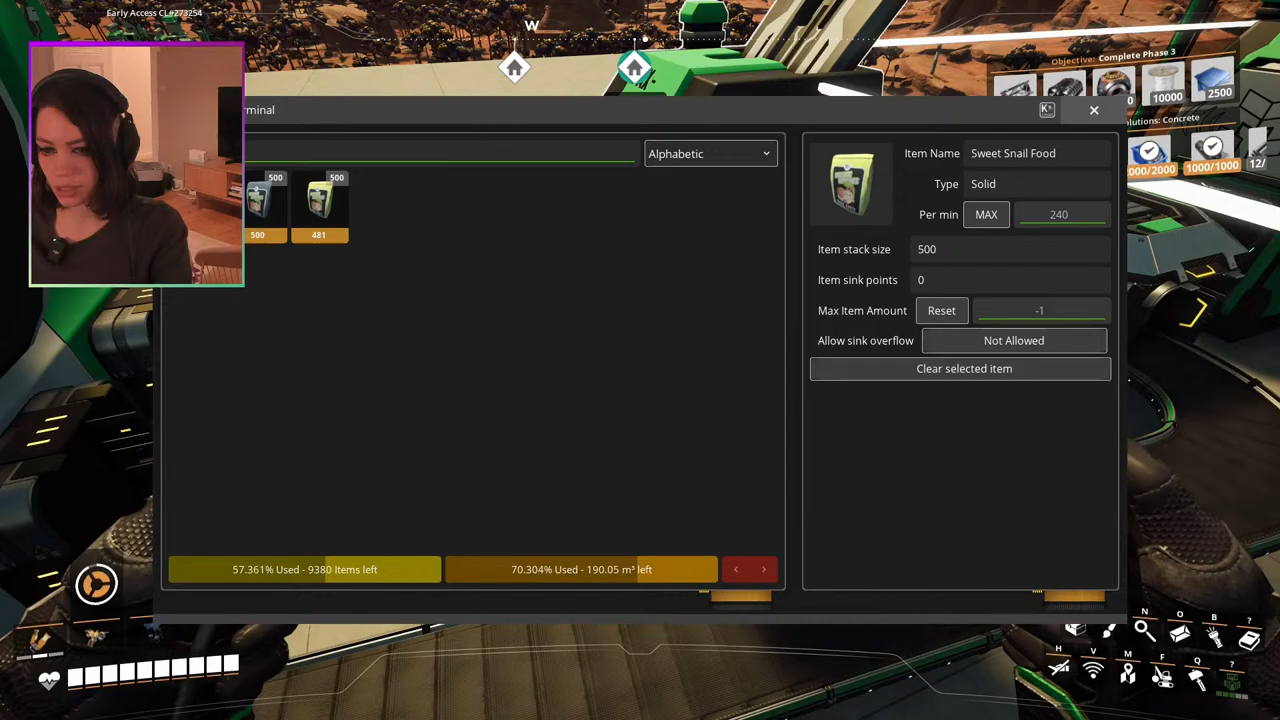 Early Access CL#273254
W
Objective: Complete Phase 3
10000
2500
olutions: Concrete
000/2000
1000/1000
12/
rminal
K+
Alphabetic
500
500
500
481
Item Name
Sweet Snail Food
Type
Solid
Per min
MAX
240
Item stack size
500
Item sink points
0
Max Item Amount
Reset
-1
Allow sink overflow
Not Allowed
Clear selected item
57.361% Used - 9380 Items left
70.304% Used - 190.05 m³ left
N
O
B
?
H
V
M
F
Q
?